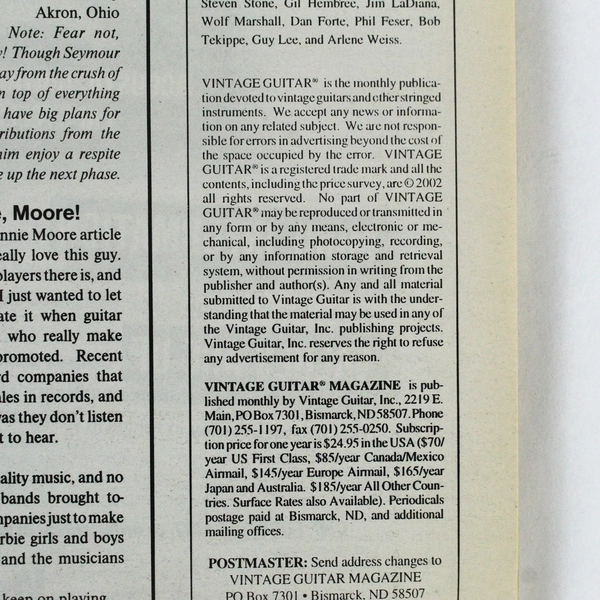 Akron, Ohio
Note: Fear not,
! Though Seymour
ay from the crush of
n top of everything
have big plans for
ributions from the
him enjoy a respite
e up the next phase.
e, Moore!
nnie Moore article
eally love this guy.
players there is, and
I just wanted to let
ate it when guitar
who really make
promoted. Recent
rd companies that
ales in records, and
was they don't listen
t to hear.
ality music, and no
bands brought to-
mpanies just to make
rbie girls and boys
and the musicians
keep on playing
Steven Stone, Gil Hembree, Jim LaDiana,
Wolf Marshall, Dan Forte, Phil Feser, Bob
Tekippe, Guy Lee, and Arlene Weiss.
VINTAGE GUITAR® is the monthly publica-
tion devoted to vintage guitars and other stringed
instruments. We accept any news or informa-
tion on any related subject. We are not respon-
sible for errors in advertising beyond the cost of
the space occupied by the error. VINTAGE
GUITAR® is a registered trade mark and all the
contents, including the price survey, are © 2002
all rights reserved. No part of VINTAGE
GUITAR® may be reproduced or transmitted in
any form or by any means, electronic or me-
chanical, including photocopying, recording,
or by any information storage and retrieval
system, without permission in writing from the
publisher and author(s). Any and all material
submitted to Vintage Guitar is with the under-
standing that the material may be used in any of
the Vintage Guitar, Inc. publishing projects.
Vintage Guitar, Inc. reserves the right to refuse
any advertisement for any reason.
VINTAGE GUITAR® MAGAZINE is pub-
lished monthly by Vintage Guitar, Inc., 2219 E.
Main, PO Box 7301, Bismarck, ND 58507. Phone
(701) 255-1197, fax (701) 255-0250. Subscrip-
tion price for one year is $24.95 in the USA ($70/
year US First Class, $85/year Canada/Mexico
Airmail, $145/year Europe Airmail, $165/year
Japan and Australia. $185/year All Other Coun-
tries. Surface Rates also Available). Periodicals
postage paid at Bismarck, ND, and additional
mailing offices.
POSTMASTER: Send address changes to
VINTAGE GUITAR MAGAZINE
PO Box 7301 • Bismarck, ND 58507